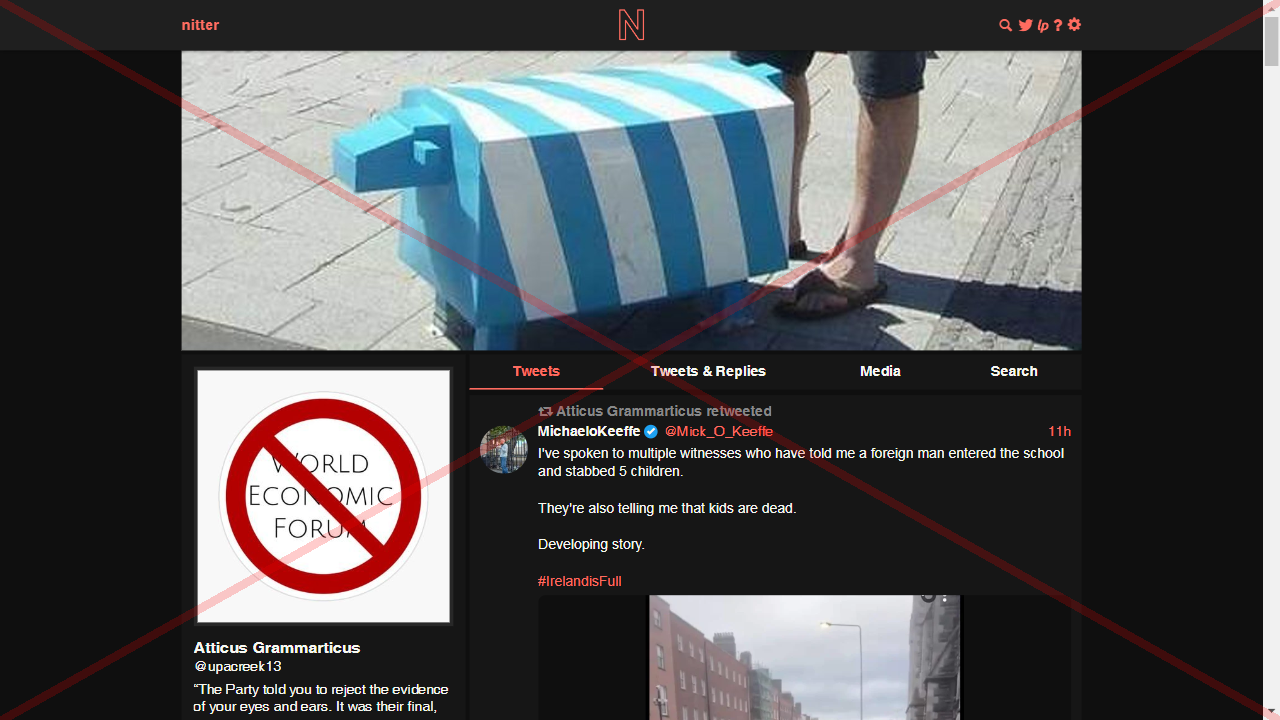 nitter
N
lp ?
Tweets
Tweets & Replies
Media
Search
Atticus Grammarticus retweeted
MichaeloKeeffe @Mick_O_Keeffe 11h
I've spoken to multiple witnesses who have told me a foreign man entered the school
and stabbed 5 children.
They're also telling me that kids are dead.
Developing story.
#IrelandisFull
WORLD
ECONOMIC
FORUM
Atticus Grammarticus
@upacreek13
“The Party told you to reject the evidence
of your eyes and ears. It was their final,